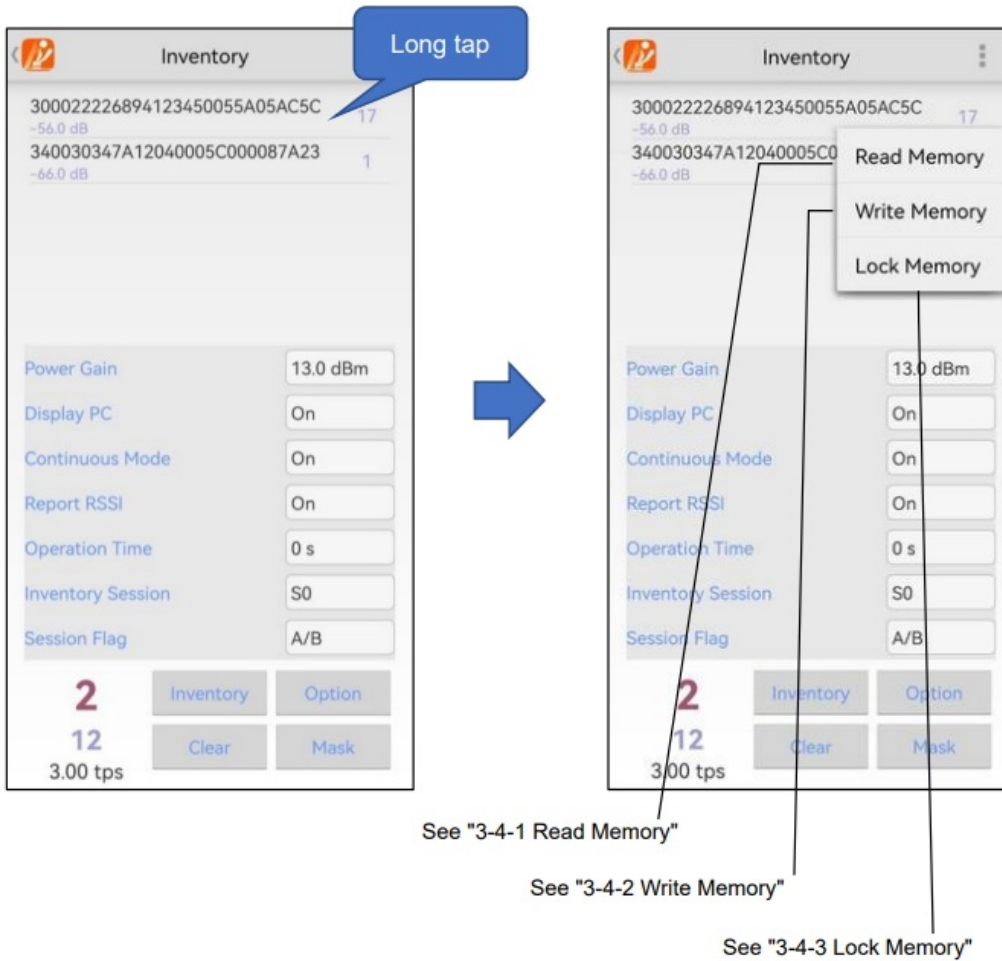 Inventory
Long tap
30002222268941234500​55A05AC5C
17
-56.0 dB
340030347A12040005C000087A23
1
-66.0 dB
Power Gain
13.0 dBm
Display PC
On
Continuous Mode
On
Report RSSI
On
Operation Time
0 s
Inventory Session
S0
Session Flag
A/B
2
Inventory
Option
12
Clear
Mask
3.00 tps
Inventory
30002222689412345​0055A05AC5C
17
-56.0 dB
340030347A12040005C0
-66.0 dB
Read Memory
Write Memory
Lock Memory
Power Gain
13.0 dBm
Display PC
On
Continuous Mode
On
Report RSSI
On
Operation Time
0 s
Inventory Session
S0
Session Flag
A/B
2
Inventory
Option
12
Clear
Mask
3.00 tps
See "3-4-1 Read Memory"
See "3-4-2 Write Memory"
See "3-4-3 Lock Memory"